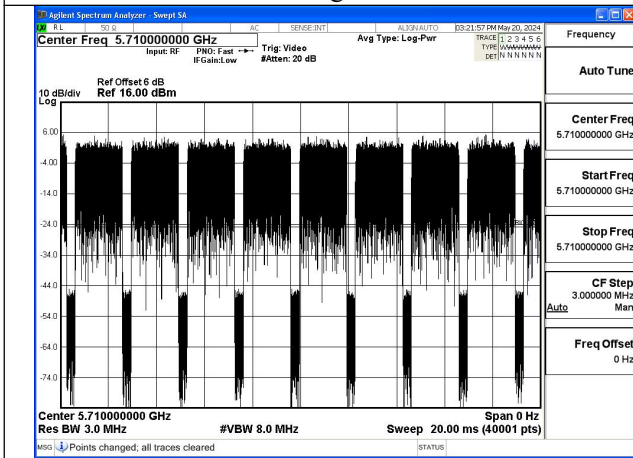 Agilent Spectrum Analyzer - Swept SA
RL 50 Ω AC SENSE:INT ALIGNAUTO 03:21:57 PM May 20, 2024
Center Freq 5.710000000 GHz
Input: RF PNO: Fast Trig: Video Avg Type: Log-Pwr TRACE 1 2 3 4 5 6
IFGain:Low #Atten: 20 dB TYPE
DET N N N N N N
Frequency
Auto Tune
Ref Offset 6 dB
10 dB/div Ref 16.00 dBm
Log
6.00
-4.00
-14.0
-24.0
-34.0
-44.0
-54.0
-64.0
-74.0
Center Freq
5.710000000 GHz
Start Freq
5.710000000 GHz
Stop Freq
5.710000000 GHz
CF Step
3.000000 MHz
Auto Man
Freq Offset
0 Hz
Center 5.710000000 GHz Span 0 Hz
Res BW 3.0 MHz #VBW 8.0 MHz Sweep 20.00 ms (40001 pts)
MSG Points changed; all traces cleared STATUS